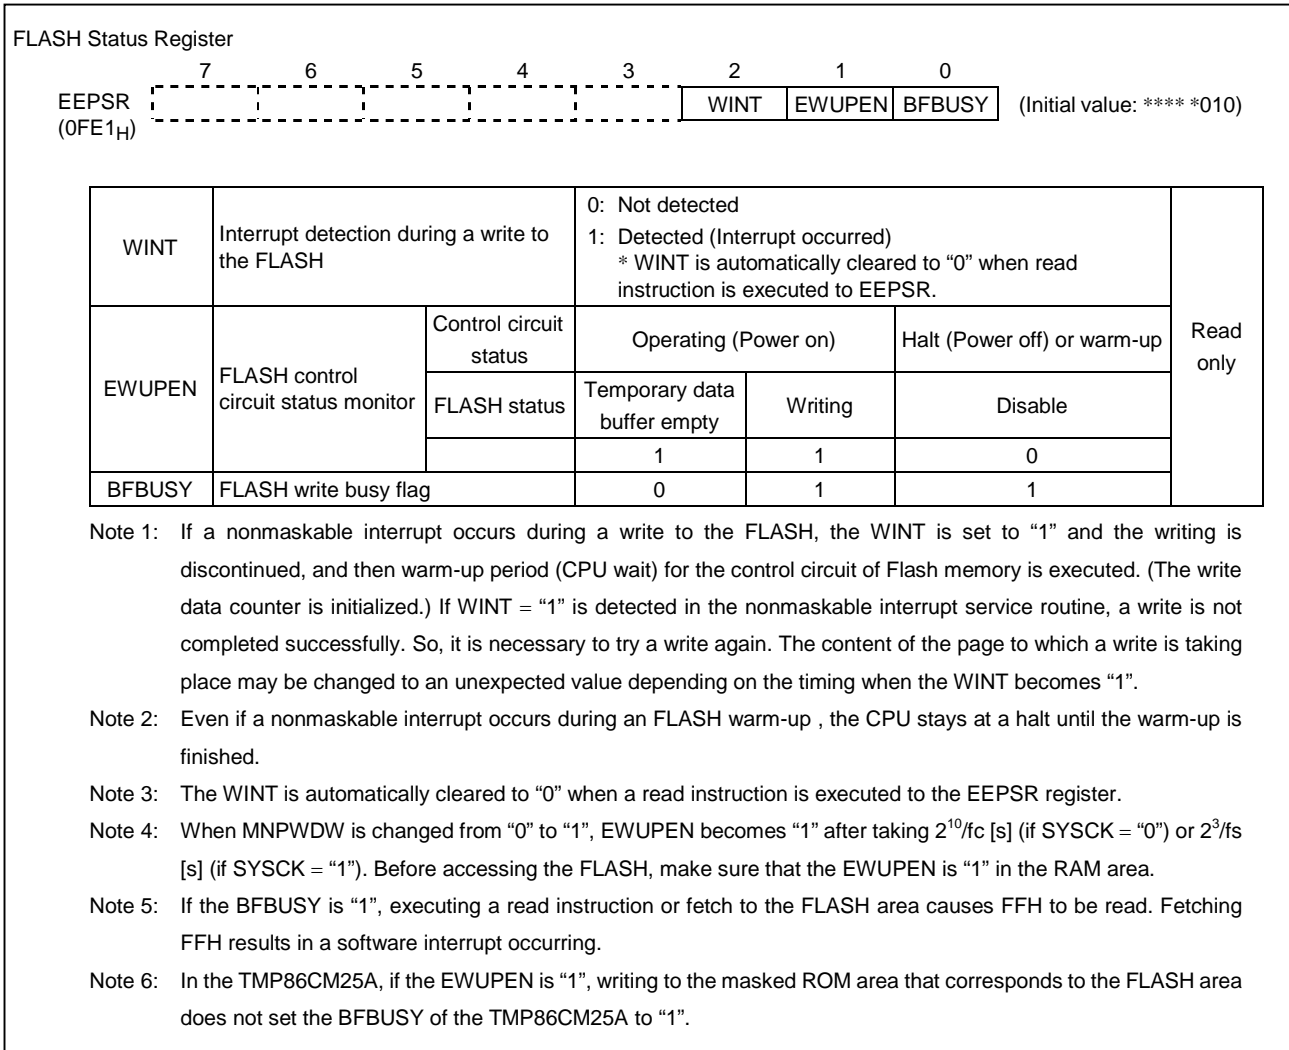 FLASH Status Register
7 6 5 4 3 2 1 0
EEPSR WINT EWUPEN BFBUSY (Initial value: **** *010)
(0FE1H)
WINT Interrupt detection during a write to the FLASH
0: Not detected
1: Detected (Interrupt occurred)
* WINT is automatically cleared to “0” when read
instruction is executed to EEPSR.
Read only
EWUPEN FLASH control circuit status monitor
Control circuit status Operating (Power on) Halt (Power off) or warm-up
FLASH status Temporary data buffer empty Writing Disable
1 1 0
BFBUSY FLASH write busy flag 0 1 1
Note 1: If a nonmaskable interrupt occurs during a write to the FLASH, the WINT is set to “1” and the writing is
discontinued, and then warm-up period (CPU wait) for the control circuit of Flash memory is executed. (The write
data counter is initialized.) If WINT = “1” is detected in the nonmaskable interrupt service routine, a write is not
completed successfully. So, it is necessary to try a write again. The content of the page to which a write is taking
place may be changed to an unexpected value depending on the timing when the WINT becomes “1”.
Note 2: Even if a nonmaskable interrupt occurs during an FLASH warm-up , the CPU stays at a halt until the warm-up is
finished.
Note 3: The WINT is automatically cleared to “0” when a read instruction is executed to the EEPSR register.
Note 4: When MNPWDW is changed from “0” to “1”, EWUPEN becomes “1” after taking 2¹⁰/fc [s] (if SYSCK = “0”) or 2³/fs
[s] (if SYSCK = “1”). Before accessing the FLASH, make sure that the EWUPEN is “1” in the RAM area.
Note 5: If the BFBUSY is “1”, executing a read instruction or fetch to the FLASH area causes FFH to be read. Fetching
FFH results in a software interrupt occurring.
Note 6: In the TMP86CM25A, if the EWUPEN is “1”, writing to the masked ROM area that corresponds to the FLASH area
does not set the BFBUSY of the TMP86CM25A to “1”.